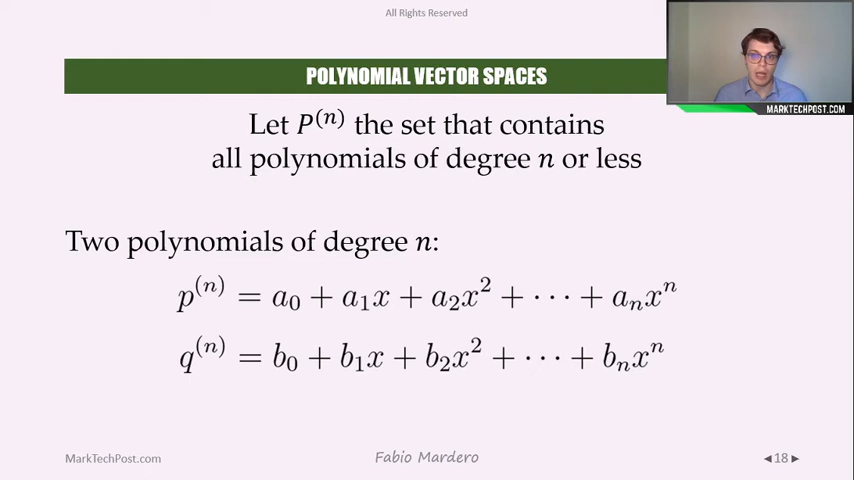 All Rights Reserved
POLYNOMIAL VECTOR SPACES
MARKTECHPOST.COM
Let P^(n) the set that contains
all polynomials of degree n or less
Two polynomials of degree n:
p^(n) = a_0 + a_1x + a_2x^2 + ⋯ + a_nx^n
q^(n) = b_0 + b_1x + b_2x^2 + ⋯ + b_nx^n
MarkTechPost.com
Fabio Mardero
◄18►